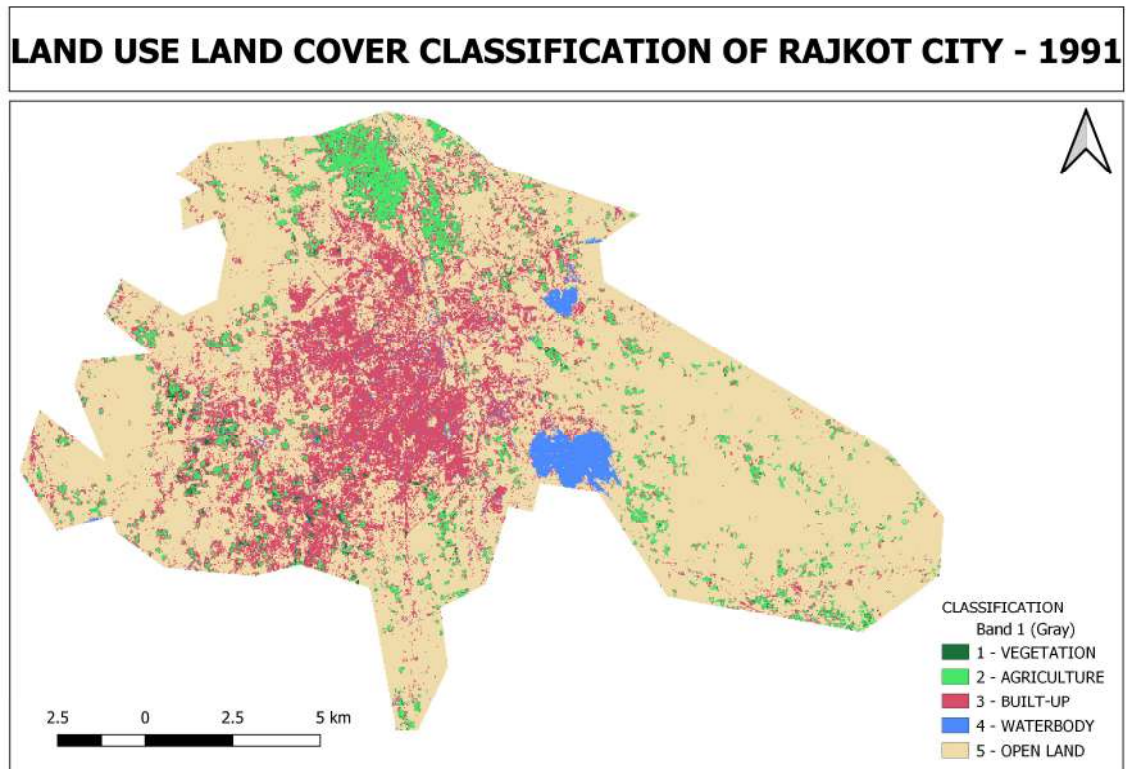 LAND USE LAND COVER CLASSIFICATION OF RAJKOT CITY - 1991
CLASSIFICATION
Band 1 (Gray)
1 - VEGETATION
2 - AGRICULTURE
3 - BUILT-UP
4 - WATERBODY
5 - OPEN LAND
2.5 0 2.5 5 km